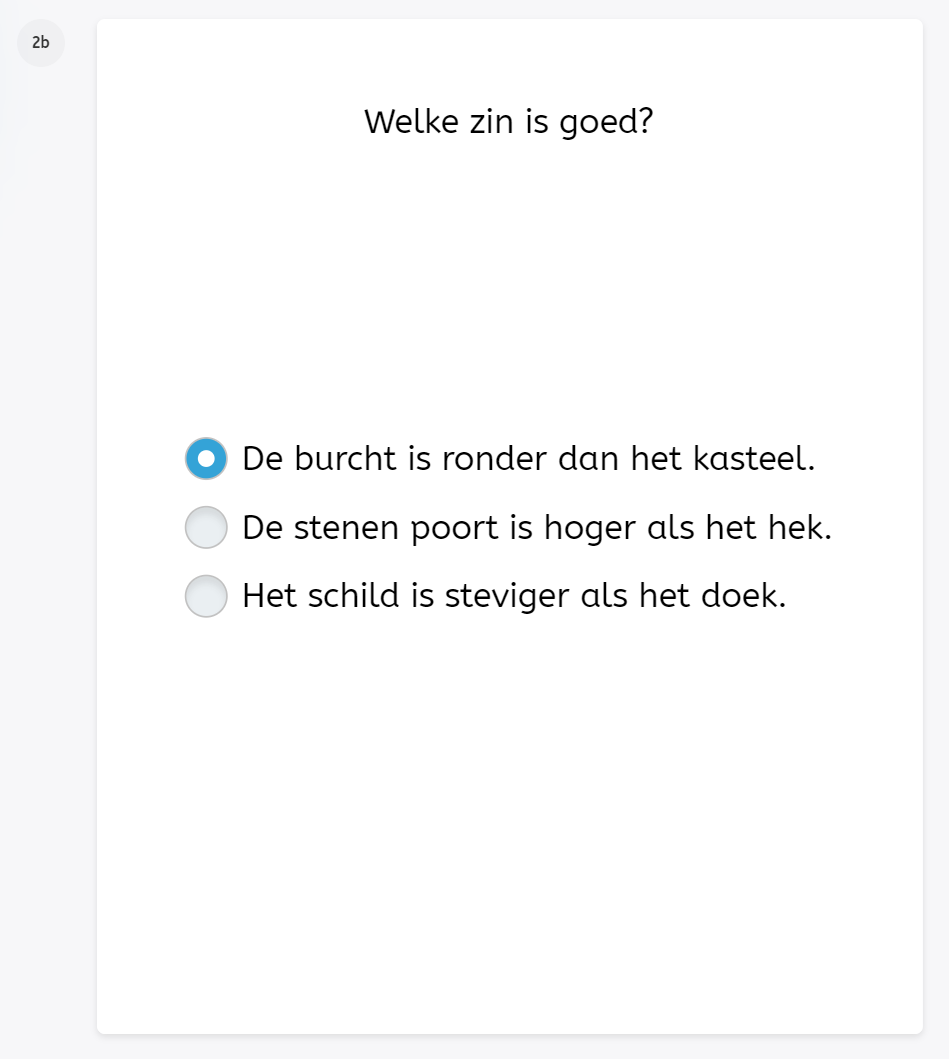 2b
Welke zin is goed?
De burcht is ronder dan het kasteel.
De stenen poort is hoger als het hek.
Het schild is steviger als het doek.